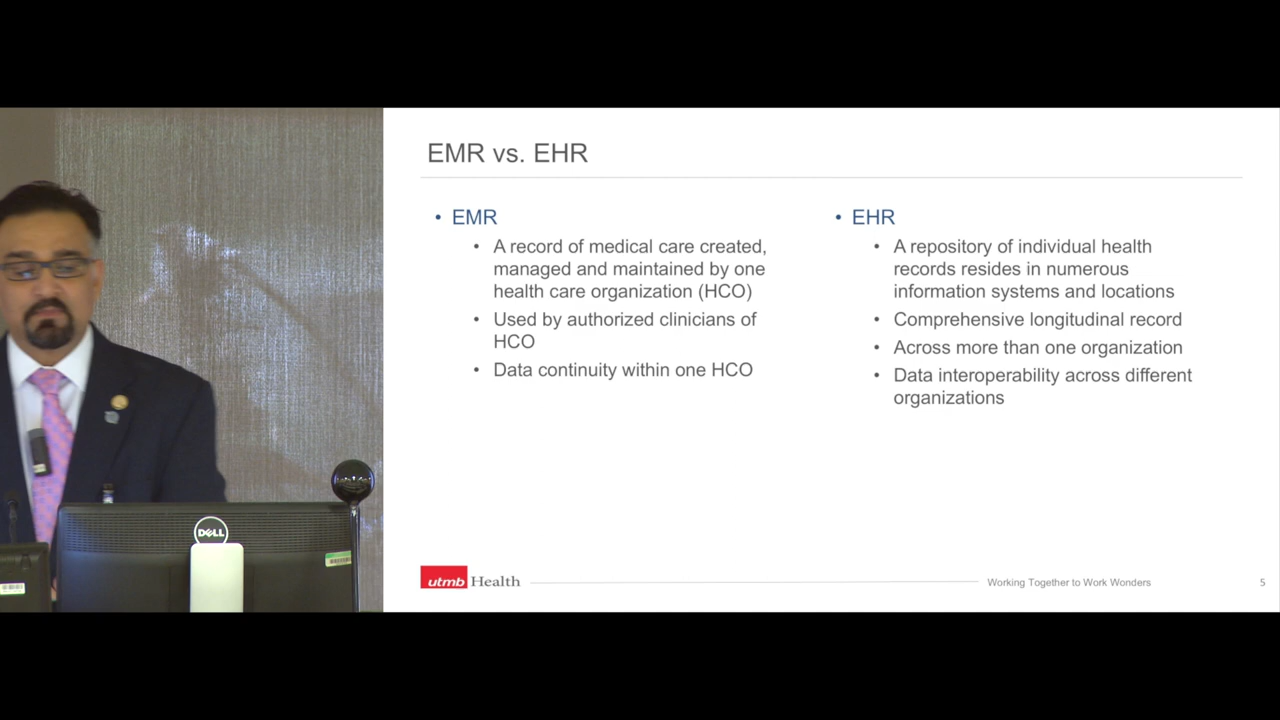 EMR vs. EHR
• EMR
• A record of medical care created,
managed and maintained by one
health care organization (HCO)
• Used by authorized clinicians of
HCO
• Data continuity within one HCO
• EHR
• A repository of individual health
records resides in numerous
information systems and locations
• Comprehensive longitudinal record
• Across more than one organization
• Data interoperability across different
organizations
DELL
utmb Health
Working Together to Work Wonders
5